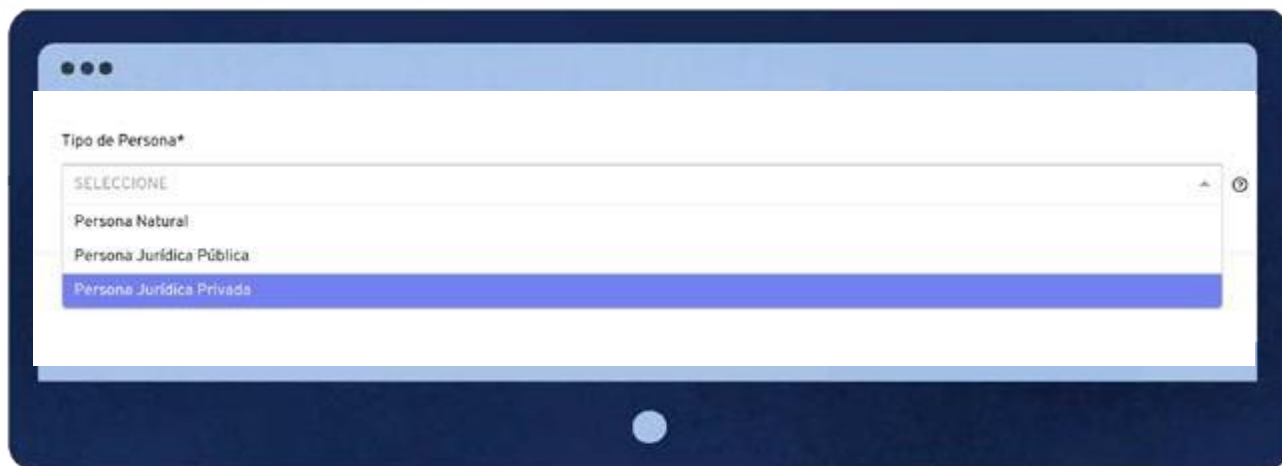 Tipo de Persona*
SELECCIONE
Persona Natural
Persona Jurídica Pública
Persona Jurídica Privada